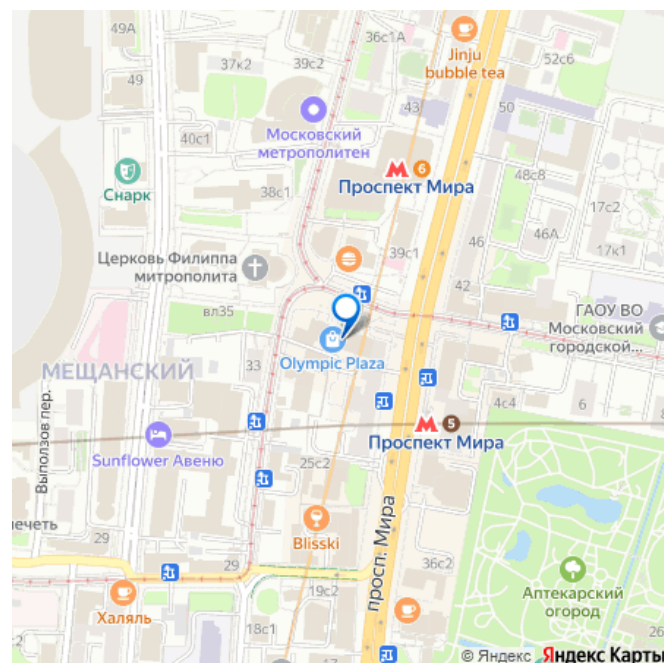 49А
49
37к2
39с2
36с1А
Jinju
bubble tea
52с6
50
43
40с1
Московский
метрополитен
6
Проспект Мира
Снарк
38с1
48с8
17с2
46
46А
17к1
39с1
Церковь Филиппа
митрополита
42
вл35
ГАОУ ВО
Московский
городской...
Olympic Plaza
33
МЕЩАНСКИЙ
4с4
6
8
Выползов пер.
5
Проспект Мира
Sunflower Авеню
25с2
просп. Мира
печеть
29
Blisski
29
36с2
19с2
Аптекарский
огород
Халяль
18с1
© Яндекс Яндекс Карты